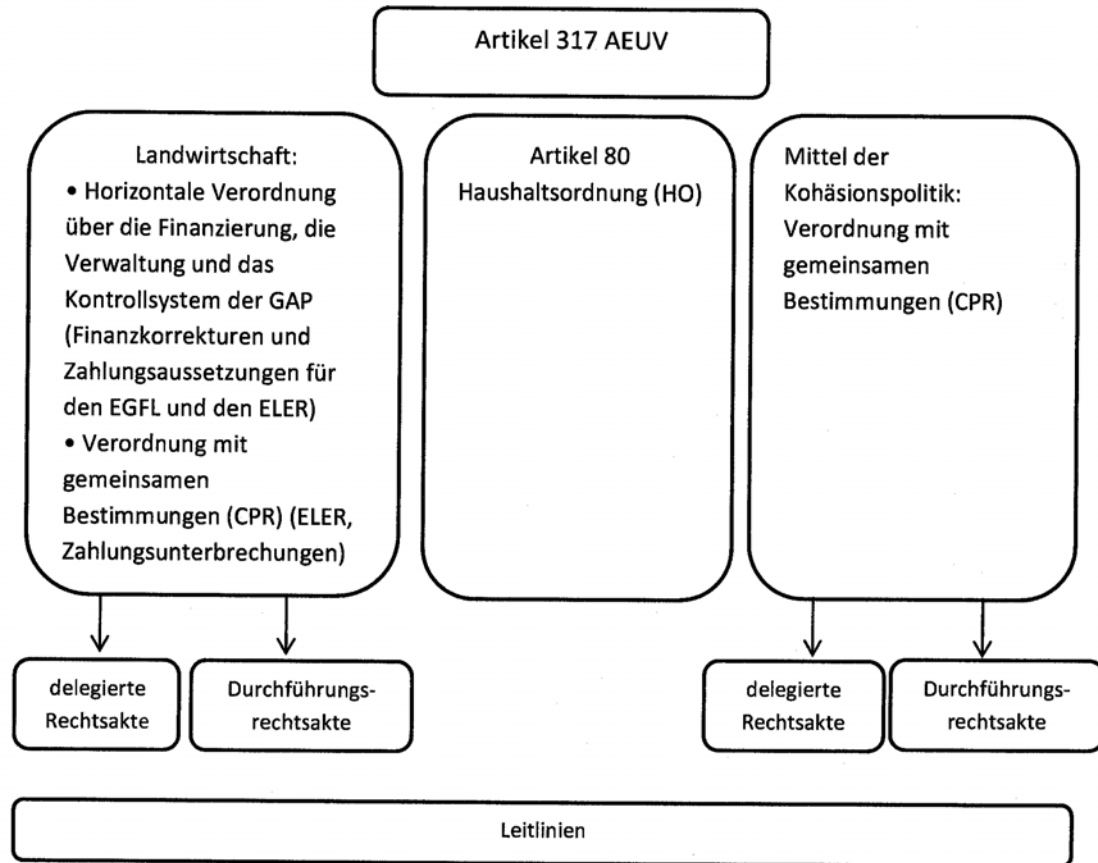 Artikel 317 AEUV
Landwirtschaft:
• Horizontale Verordnung
über die Finanzierung, die
Verwaltung und das
Kontrollsystem der GAP
(Finanzkorrekturen und
Zahlungsaussetzungen für
den EGFL und den ELER)
• Verordnung mit
gemeinsamen
Bestimmungen (CPR) (ELER,
Zahlungsunterbrechungen)
Artikel 80
Haushaltsordnung (HO)
Mittel der
Kohäsionspolitik:
Verordnung mit
gemeinsamen
Bestimmungen (CPR)
delegierte
Rechtsakte
Durchführungs-
rechtsakte
delegierte
Rechtsakte
Durchführungs-
rechtsakte
Leitlinien